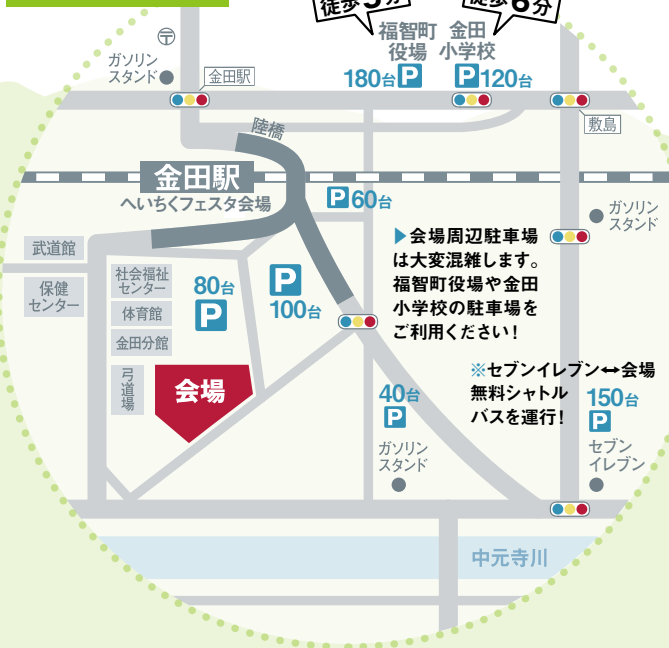 徒歩5分
徒歩6分
〒
福智町
役場
金田
小学校
ガソリン
スタンド
金田駅
180台 P
P 120台
敷島
陸橋
金田駅
へいちくフェスタ会場
P 60台
ガソリン
スタンド
武道館
保健
センター
社会福祉
センター
体育館
金田分館
弓道場
80台
P
P
100台
▶会場周辺駐車場
は大変混雑します。
福智町役場や金田
小学校の駐車場を
ご利用ください!
会場
※セブンイレブン↔会場
無料シャトル
バスを運行!
40台
P
ガソリン
スタンド
150台
P
セブン
イレブン
中元寺川